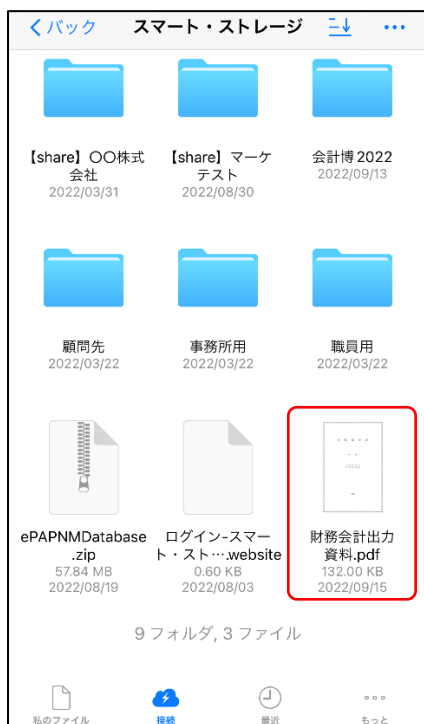 バック スマート・ストレージ
【share】〇〇株式 【share】マーケ 会計博2022
会社 テスト 2022/09/13
2022/03/31 2022/08/30
顧問先 事務所用 職員用
2022/03/22 2022/03/22 2022/03/22
ePAPNMDatabase ログイン-スマー 財務会計出力
.zip ト・スト….website 資料.pdf
57.84 MB 0.60 KB 132.00 KB
2022/08/19 2022/08/03 2022/09/15
9 フォルダ, 3 ファイル
私のファイル 接続 最近 もっと